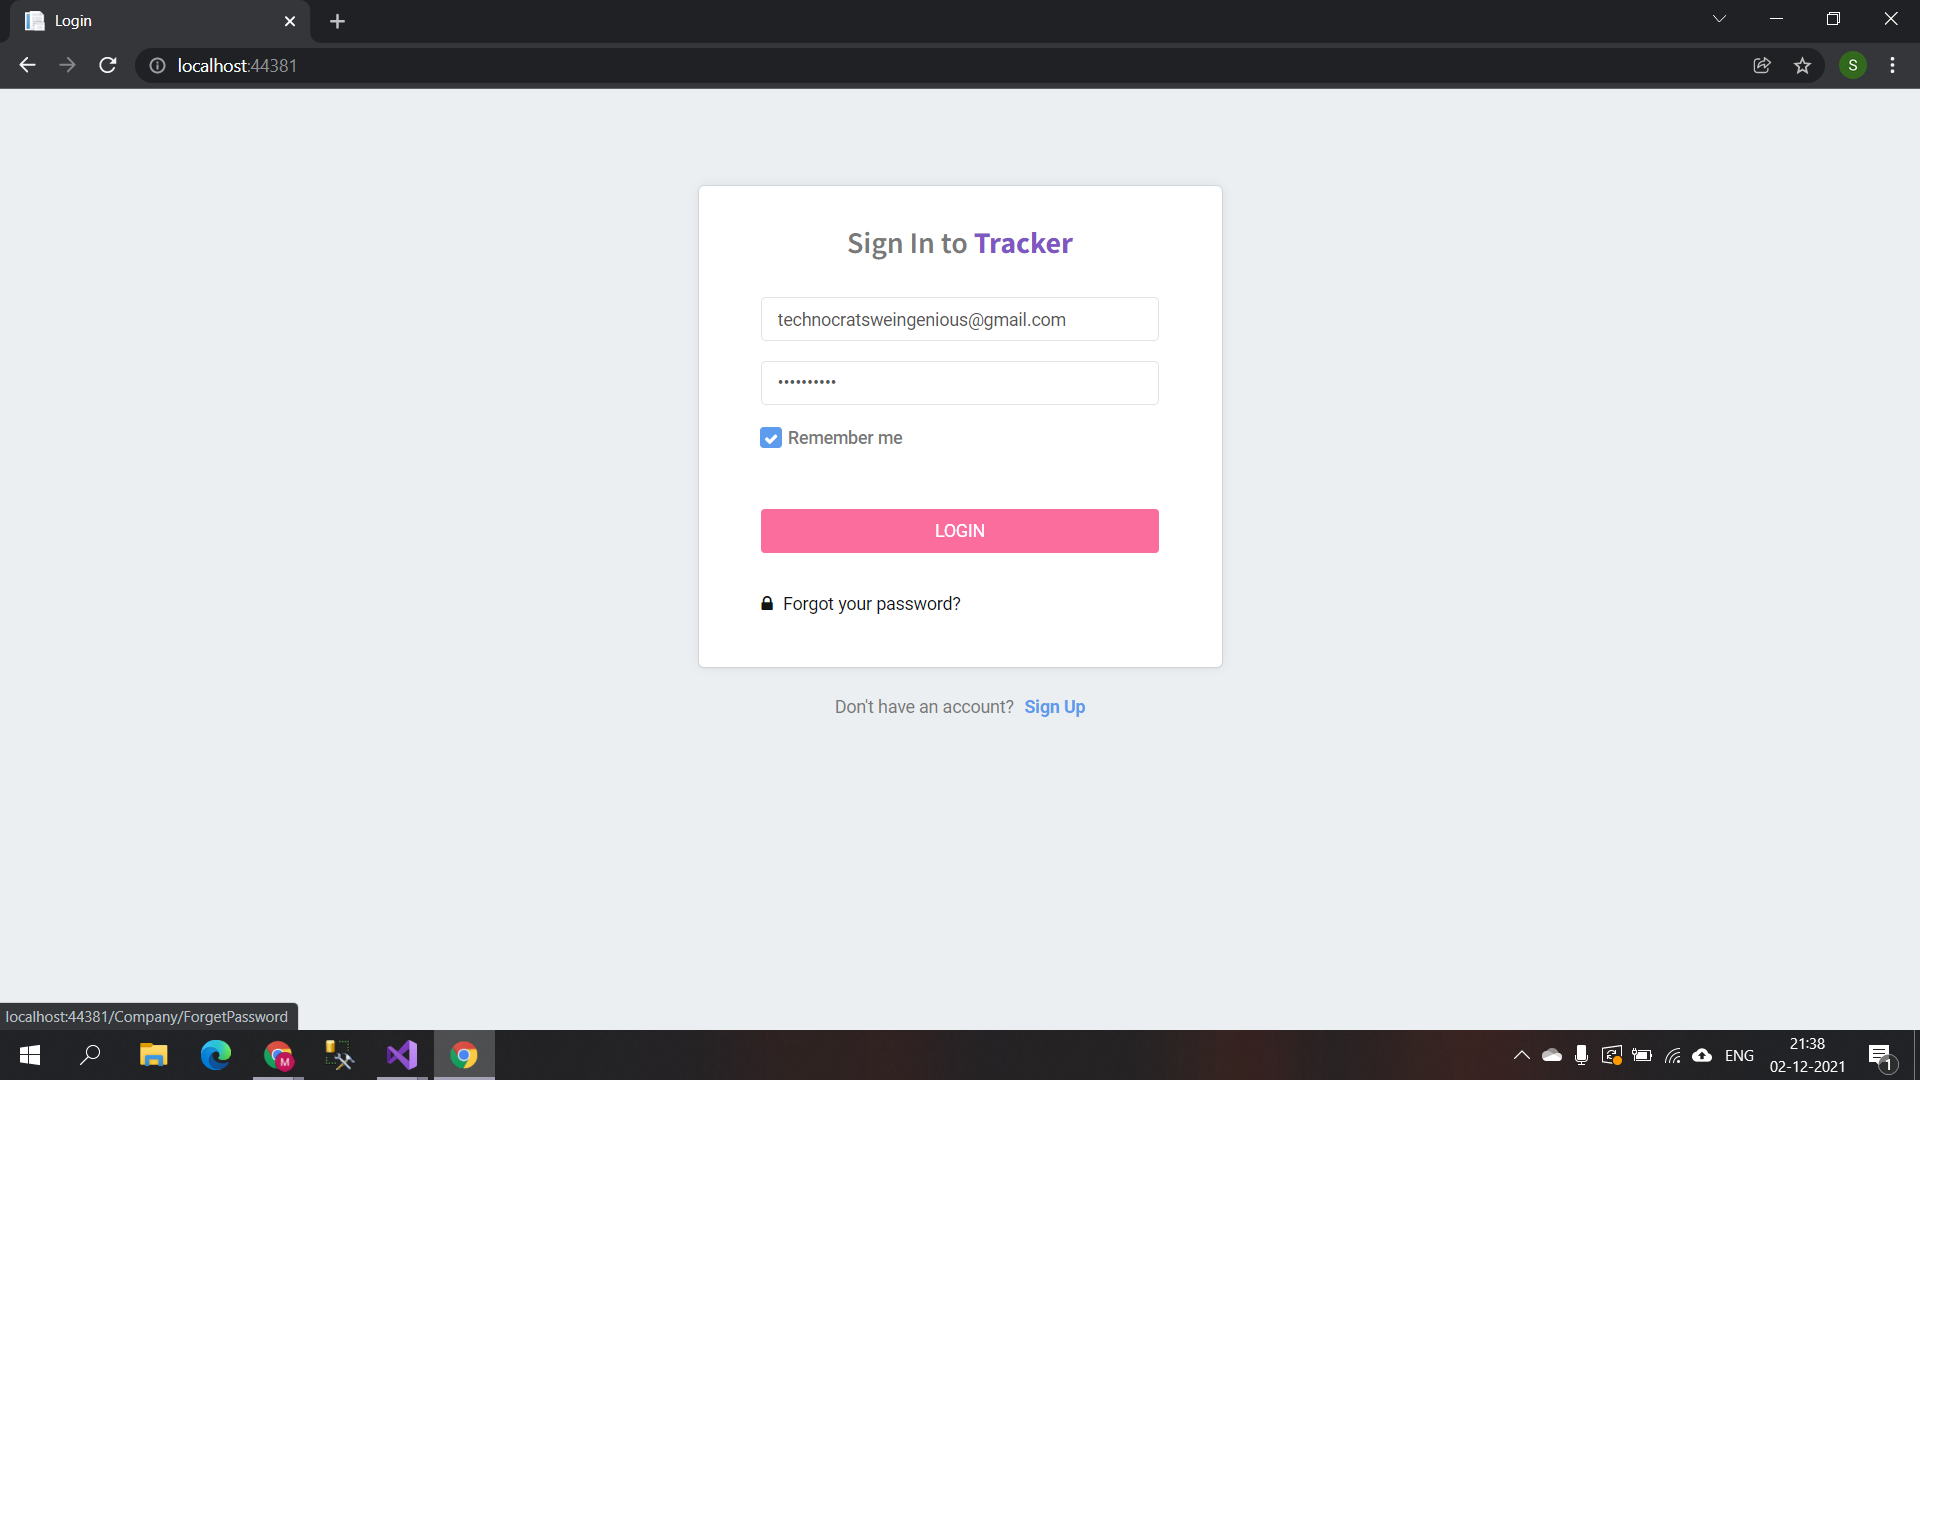 Login
localhost:44381
S
Sign In to Tracker
technocratsweingenious@gmail.com
Remember me
LOGIN
Forgot your password?
Don't have an account? Sign Up
localhost:44381/Company/ForgetPassword
M
ENG
21:38
02-12-2021
1